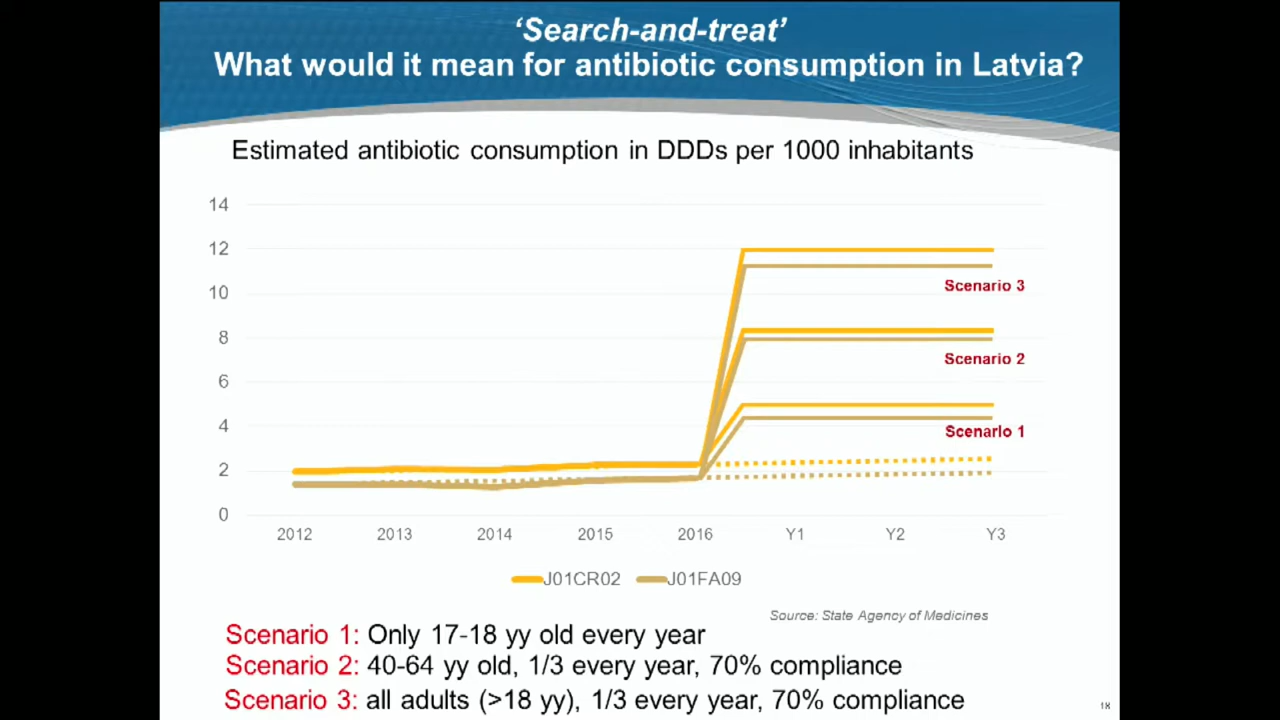 ‘Search-and-treat’
What would it mean for antibiotic consumption in Latvia?
Estimated antibiotic consumption in DDDs per 1000 inhabitants
14
12
10
8
6
4
2
0
Scenario 3
Scenario 2
Scenario 1
2012 2013 2014 2015 2016 Y1 Y2 Y3
J01CR02 J01FA09
Source: State Agency of Medicines
Scenario 1: Only 17-18 yy old every year
Scenario 2: 40-64 yy old, 1/3 every year, 70% compliance
Scenario 3: all adults (>18 yy), 1/3 every year, 70% compliance
18